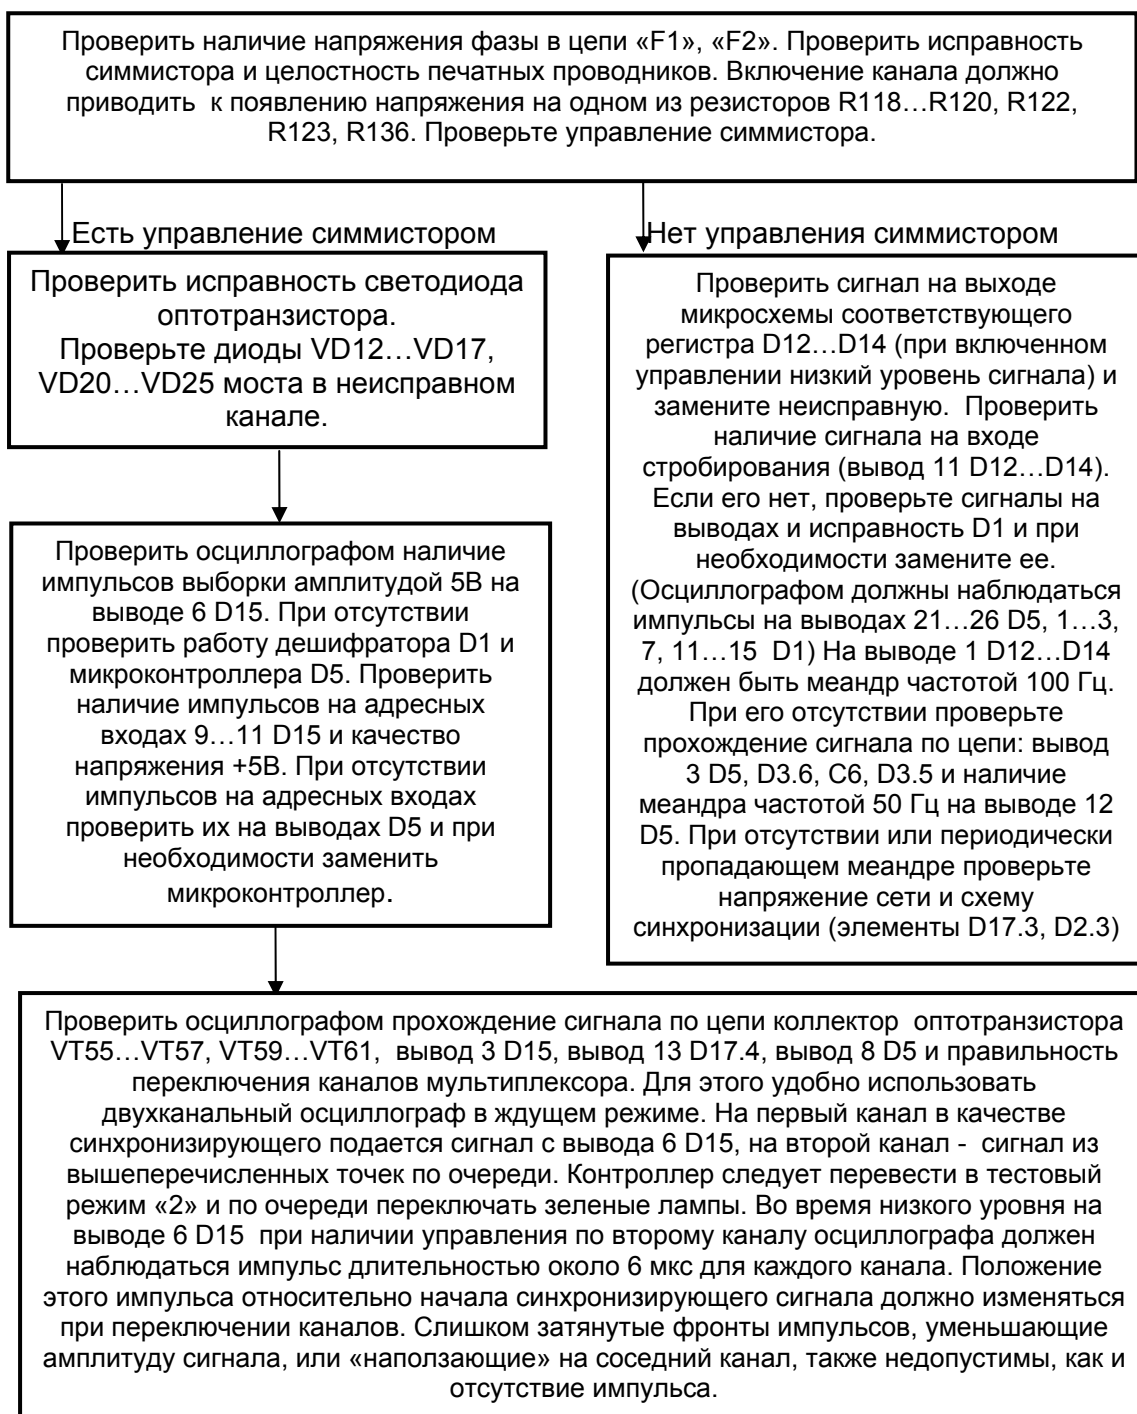 Проверить наличие напряжения фазы в цепи «F1», «F2». Проверить исправность
симмистора и целостность печатных проводников. Включение канала должно
приводить к появлению напряжения на одном из резисторов R118…R120, R122,
R123, R136. Проверьте управление симмистора.
Есть управление симмистором
Проверить исправность светодиода
оптотранзистора.
Проверьте диоды VD12…VD17,
VD20…VD25 моста в неисправном
канале.
Проверить осциллографом наличие
импульсов выборки амплитудой 5В на
выводе 6 D15. При отсутствии
проверить работу дешифратора D1 и
микроконтроллера D5. Проверить
наличие импульсов на адресных
входах 9…11 D15 и качество
напряжения +5В. При отсутствии
импульсов на адресных входах
проверить их на выводах D5 и при
необходимости заменить
микроконтроллер.
Нет управления симмистором
Проверить сигнал на выходе
микросхемы соответствующего
регистра D12…D14 (при включенном
управлении низкий уровень сигнала) и
замените неисправную. Проверить
наличие сигнала на входе
стробирования (вывод 11 D12…D14).
Если его нет, проверьте сигналы на
выводах и исправность D1 и при
необходимости замените ее.
(Осциллографом должны наблюдаться
импульсы на выводах 21…26 D5, 1…3,
7, 11…15 D1) На выводе 1 D12…D14
должен быть меандр частотой 100 Гц.
При его отсутствии проверьте
прохождение сигнала по цепи: вывод
3 D5, D3.6, C6, D3.5 и наличие
меандра частотой 50 Гц на выводе 12
D5. При отсутствии или периодически
пропадающем меандре проверьте
напряжение сети и схему
синхронизации (элементы D17.3, D2.3)
Проверить осциллографом прохождение сигнала по цепи коллектор оптотранзистора
VT55…VT57, VT59…VT61, вывод 3 D15, вывод 13 D17.4, вывод 8 D5 и правильность
переключения каналов мультиплексора. Для этого удобно использовать
двухканальный осциллограф в ждущем режиме. На первый канал в качестве
синхронизирующего подается сигнал с вывода 6 D15, на второй канал - сигнал из
вышеперечисленных точек по очереди. Контроллер следует перевести в тестовый
режим «2» и по очереди переключать зеленые лампы. Во время низкого уровня на
выводе 6 D15 при наличии управления по второму каналу осциллографа должен
наблюдаться импульс длительностью около 6 мкс для каждого канала. Положение
этого импульса относительно начала синхронизирующего сигнала должно изменяться
при переключении каналов. Слишком затянутые фронты импульсов, уменьшающие
амплитуду сигнала, или «наползающие» на соседний канал, также недопустимы, как и
отсутствие импульса.